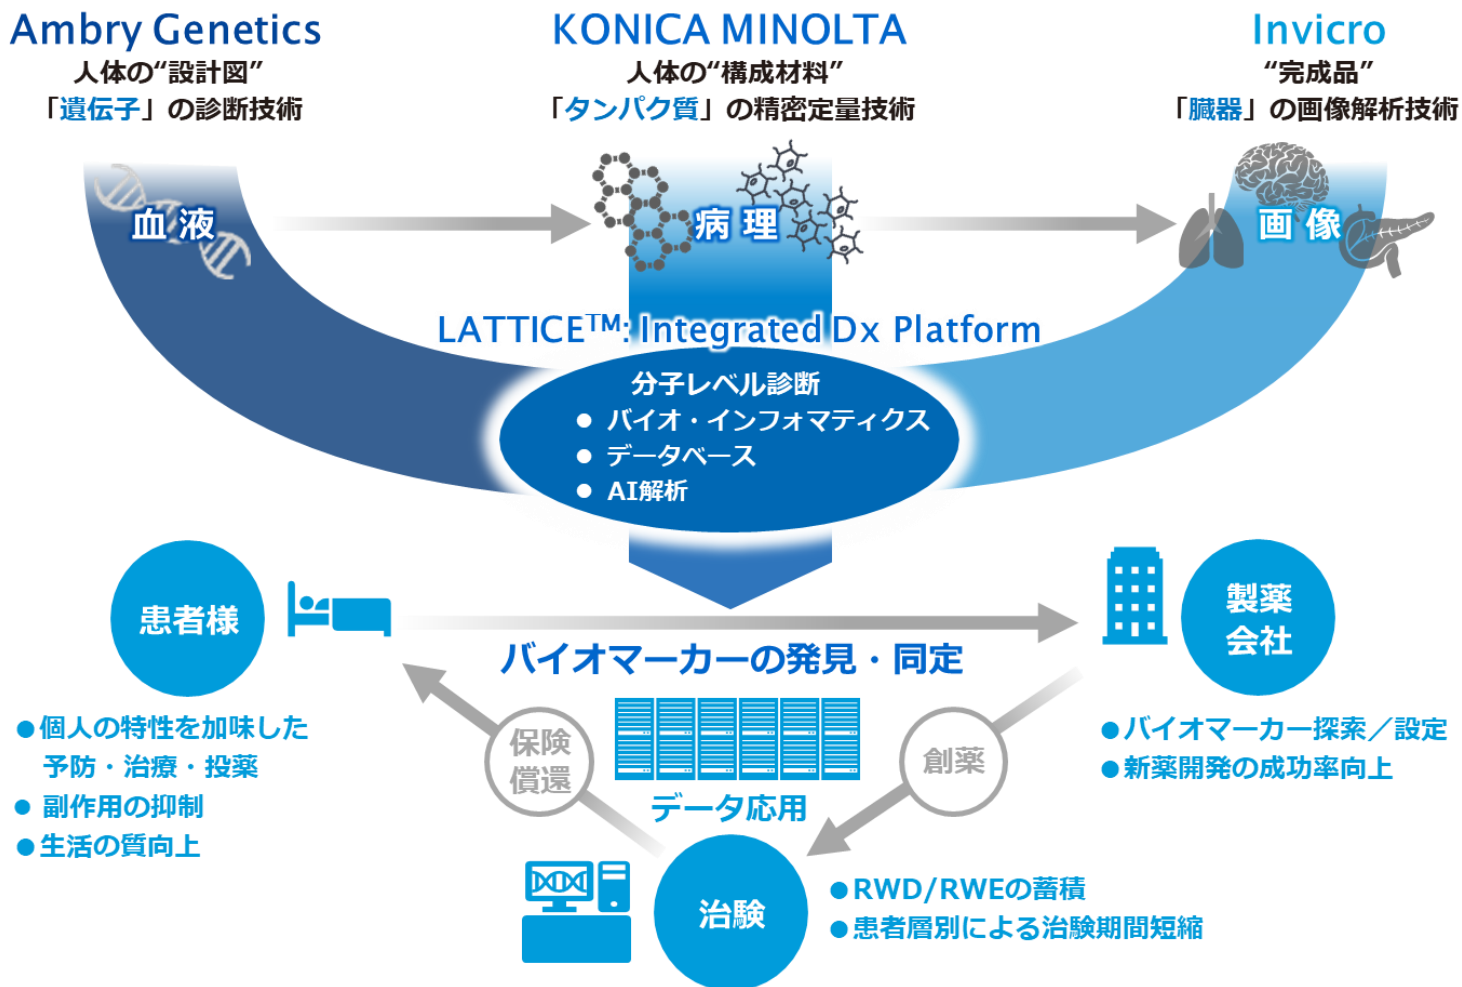 Ambry Genetics
人体の“設計図”
「遺伝子」の診断技術
KONICA MINOLTA
人体の“構成材料”
「タンパク質」の精密定量技術
Invicro
“完成品”
「臓器」の画像解析技術
血液
病理
画像
LATTICE™: Integrated Dx Platform
分子レベル診断
● バイオ・インフォマティクス
● データベース
● AI解析
患者様
製薬
会社
バイオマーカーの発見・同定
●個人の特性を加味した
予防・治療・投薬
● 副作用の抑制
●生活の質向上
保険
償還
データ応用
創薬
●バイオマーカー探索／設定
●新薬開発の成功率向上
治験
●RWD/RWEの蓄積
●患者層別による治験期間短縮